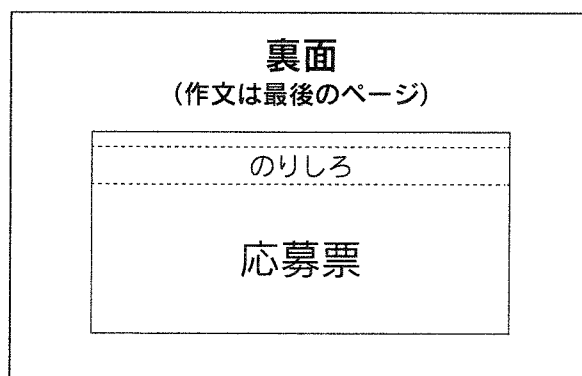 裏面
（作文は最後のページ）
のりしろ
応募票